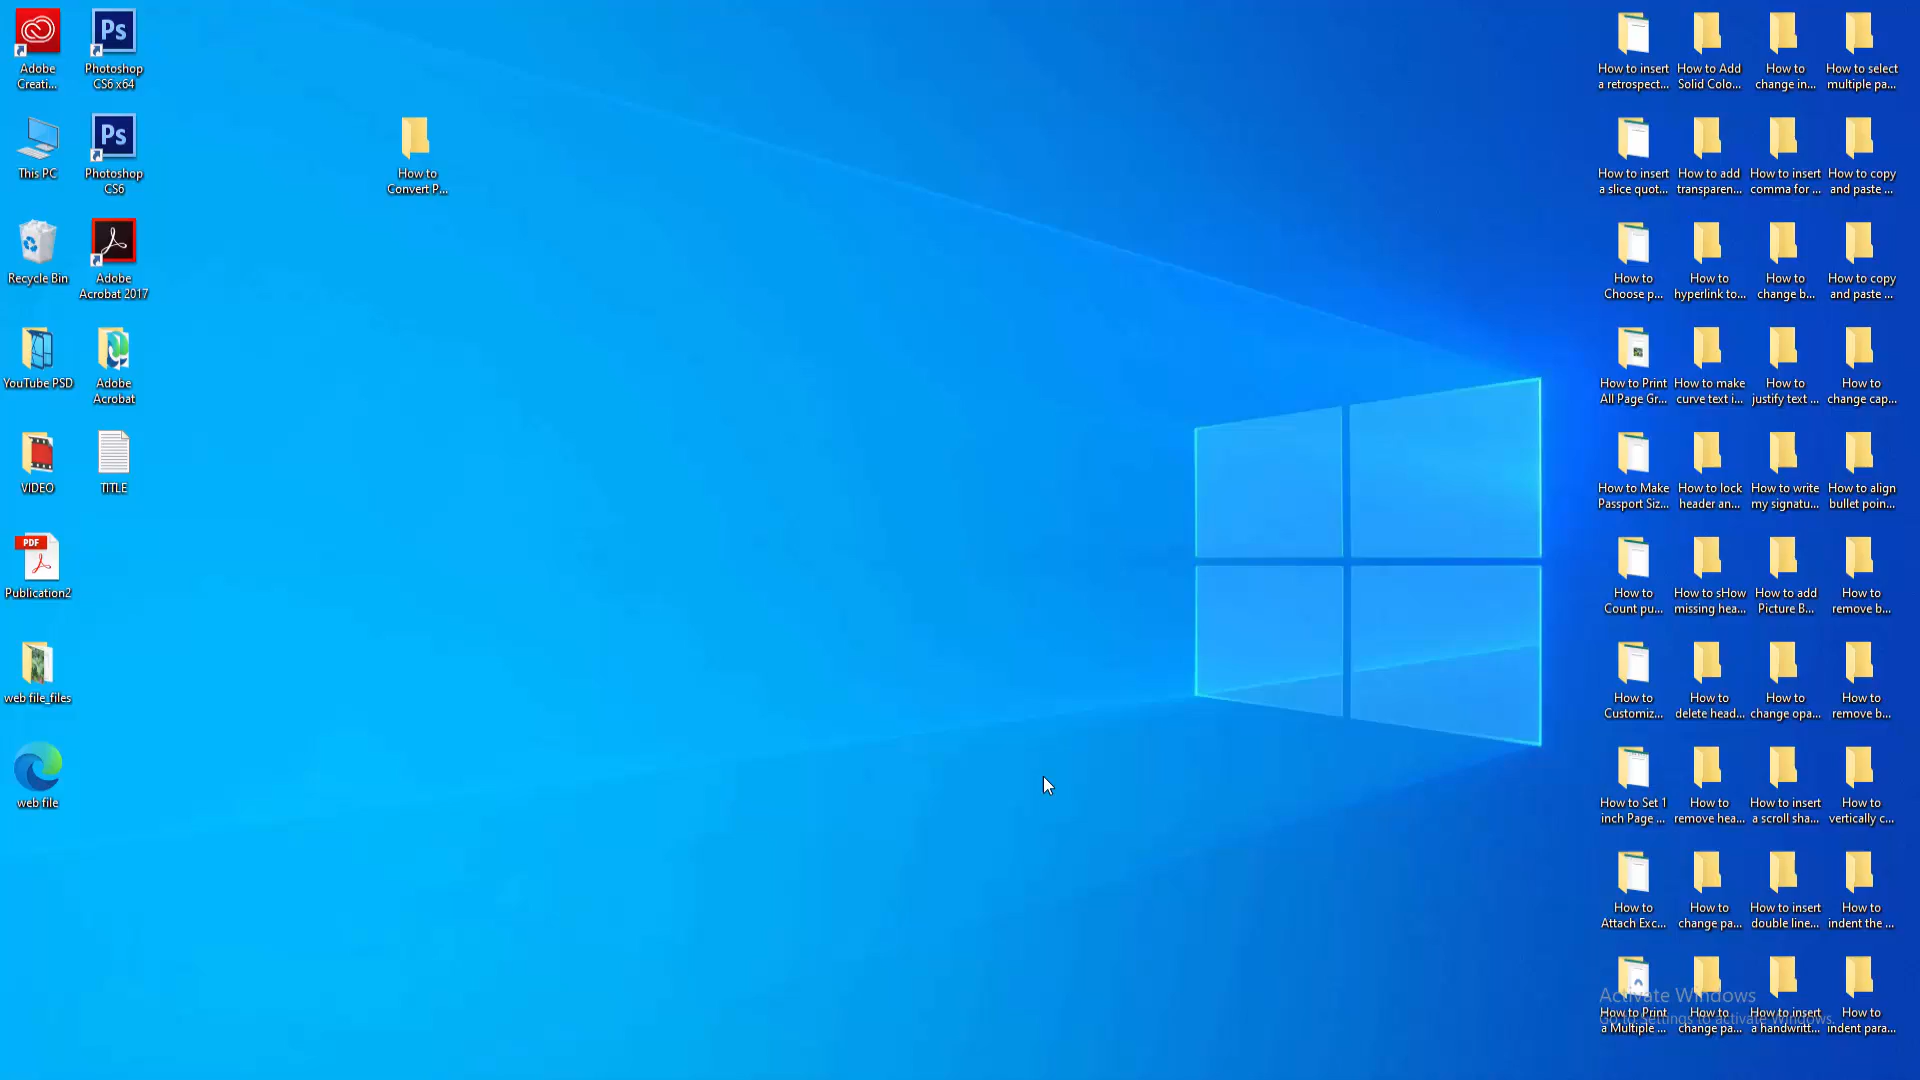 Adobe
Creati...
Ps
Photoshop
CS6 x64
This PC
Ps
Photoshop
CS6
Recycle Bin
Adobe
Acrobat 2017
YouTube PSD
Adobe
Acrobat
VIDEO
TITLE
PDF
Publication2
web file_files
web file
How to
Convert P...
How to insert
a retrospect...
How to Add
Solid Colo...
How to
change in...
How to select
multiple pa...
How to insert
a slice quot...
How to add
transparen...
How to insert
comma for ...
How to copy
and paste ...
How to
Choose p...
How to
hyperlink to...
How to
change b...
How to copy
and paste ...
How to Print
All Page Gr...
How to make
curve text i...
How to
justify text ...
How to
change cap...
How to Make
Passport Siz...
How to lock
header an...
How to write
my signatu...
How to align
bullet poin...
How to
Count pu...
How to sHow
missing hea...
How to add
Picture B...
How to
remove b...
How to
Customiz...
How to
delete head...
How to
change opa...
How to
remove b...
How to Set 1
inch Page ...
How to
remove hea...
How to insert
a scroll sha...
How to
vertically c...
How to
Attach Exc...
How to
change pa...
How to insert
double line...
How to
indent the ...
How to Print
a Multiple ...
How to
change pa...
How to insert
a handwritt...
How to
indent para...
Activate Windows
Go to Settings to activate Windows.